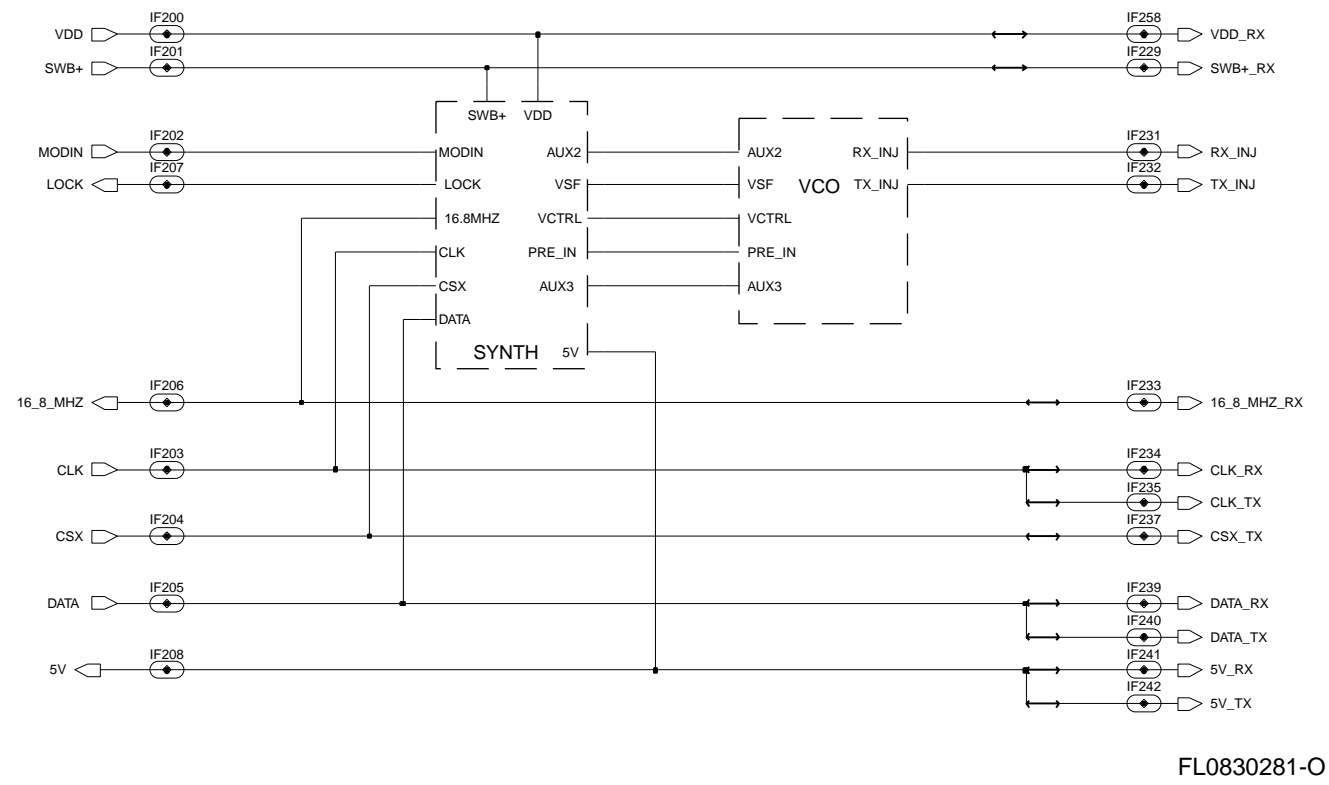 IF200
IF258
VDD
VDD_RX
IF201
IF229
SWB+
SWB+_RX
SWB+ VDD
IF202
IF231
MODIN
MODIN
AUX2
AUX2
RX_INJ
RX_INJ
IF207
IF232
LOCK
LOCK
VSF
VSF
VCO
TX_INJ
TX_INJ
16.8MHZ
VCTRL
VCTRL
CLK
PRE_IN
PRE_IN
CSX
AUX3
AUX3
DATA
SYNTH
5V
IF206
IF233
16_8_MHZ
16_8_MHZ_RX
IF203
IF234
CLK
CLK_RX
IF235
CLK_TX
IF204
IF237
CSX
CSX_TX
IF205
IF239
DATA
DATA_RX
IF240
DATA_TX
IF208
IF241
5V
5V_RX
IF242
5V_TX
FL0830281-O